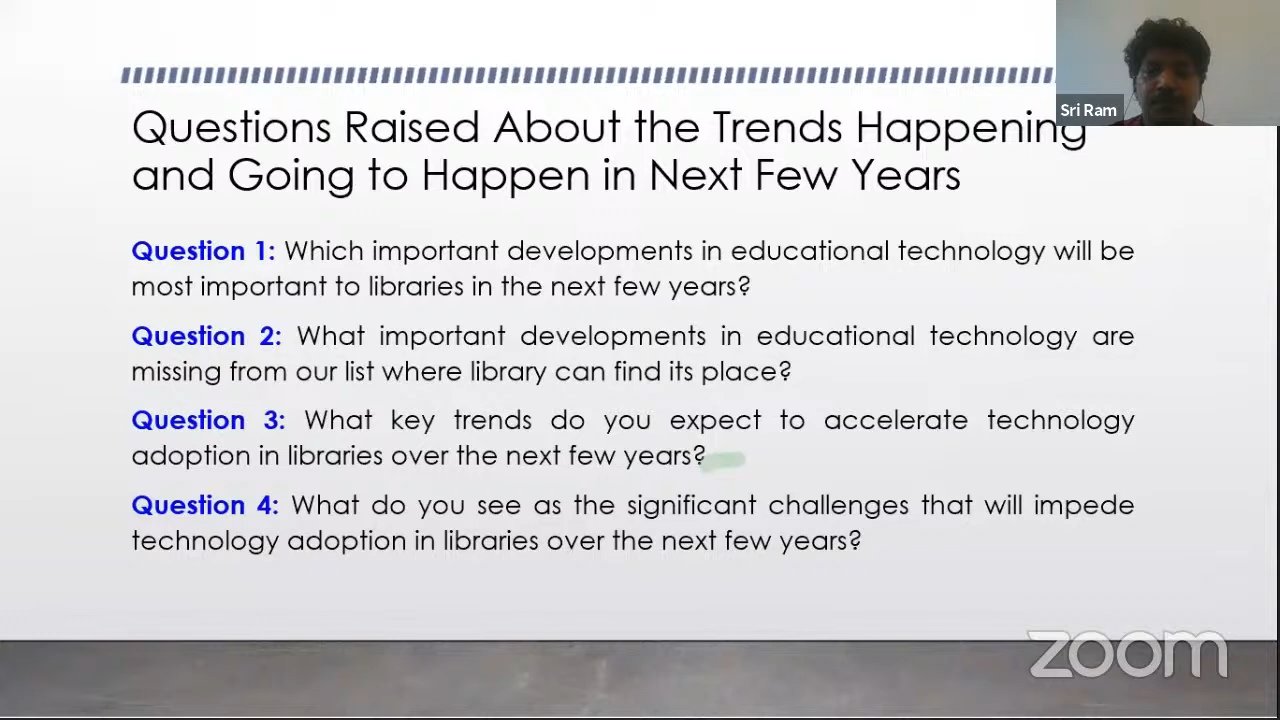 Sri Ram
Questions Raised About the Trends Happening
and Going to Happen in Next Few Years
Question 1: Which important developments in educational technology will be
most important to libraries in the next few years?
Question 2: What important developments in educational technology are
missing from our list where library can find its place?
Question 3: What key trends do you expect to accelerate technology
adoption in libraries over the next few years?
Question 4: What do you see as the significant challenges that will impede
technology adoption in libraries over the next few years?
zoom